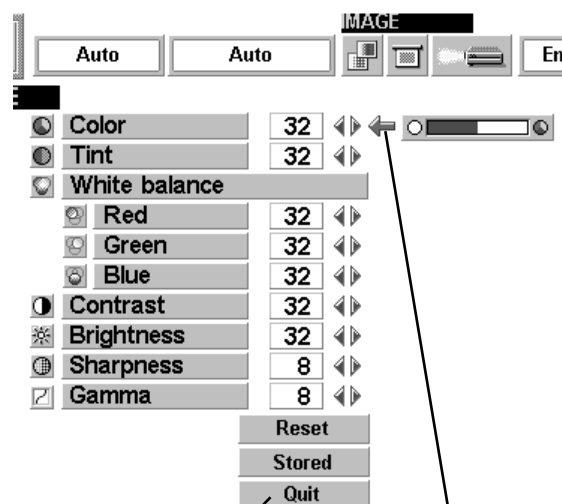 IMAGE
Auto
Auto
En
E
Color 32
Tint 32
White balance
Red 32
Green 32
Blue 32
Contrast 32
Brightness 32
Sharpness 8
Gamma 8
Reset
Stored
Quit